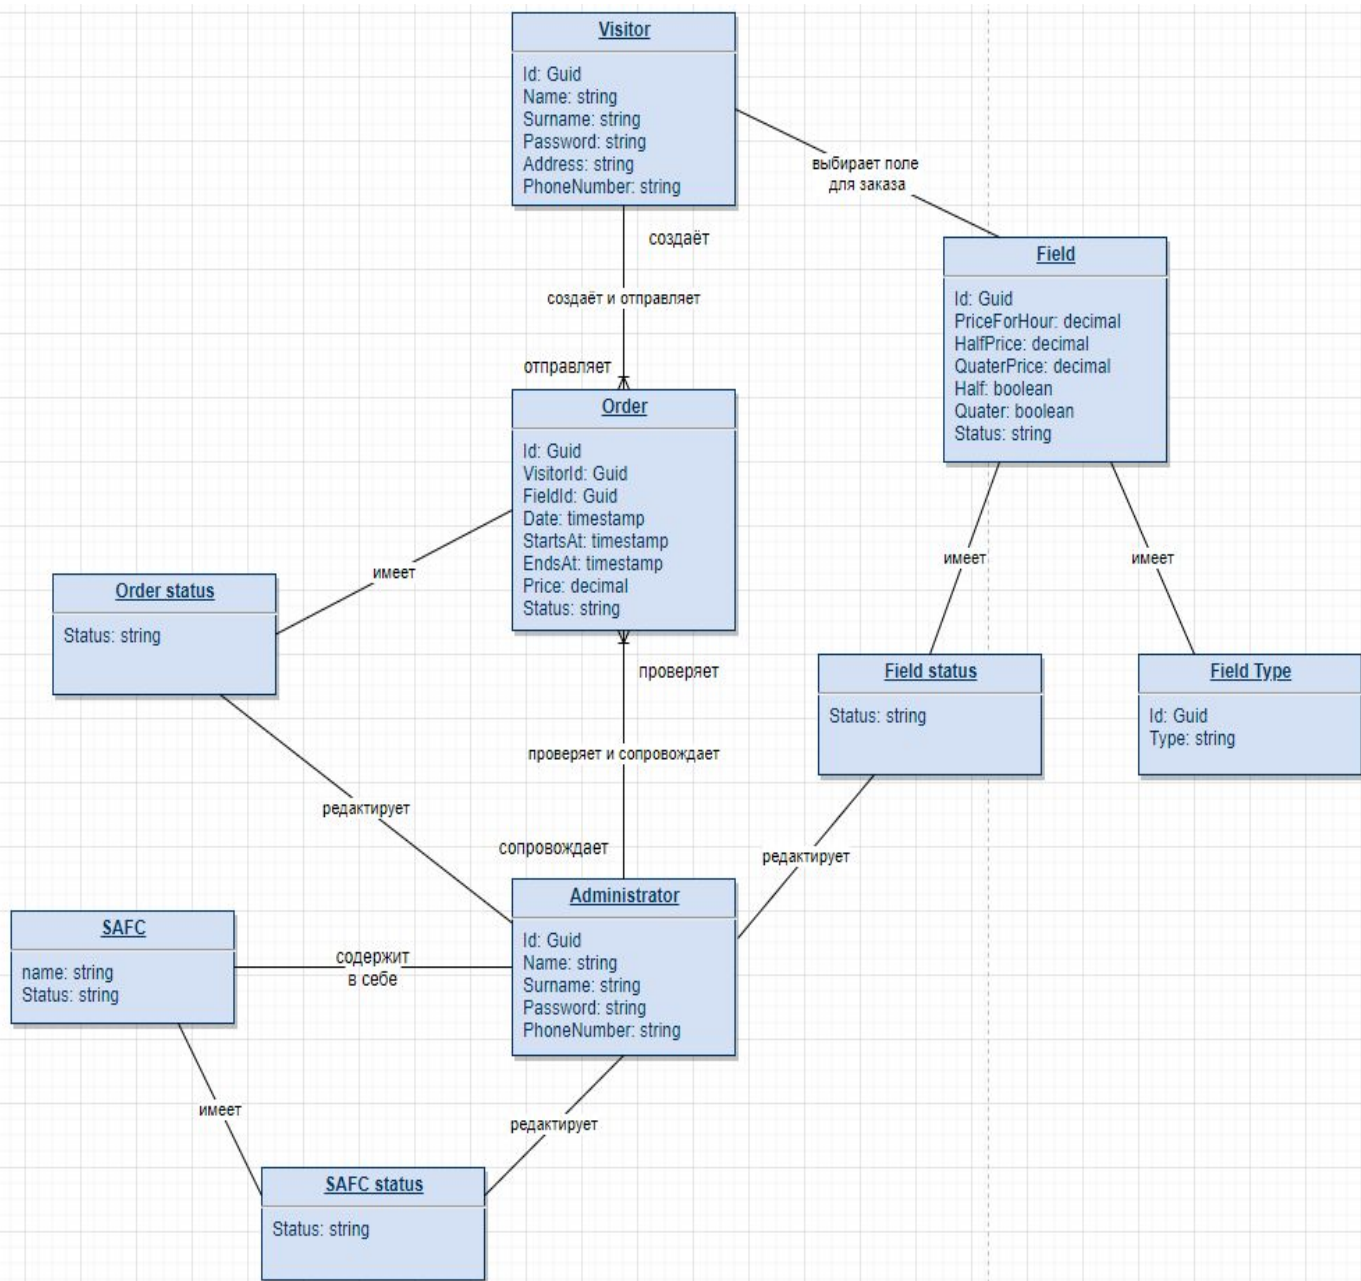 Visitor
Id: Guid
Name: string
Surname: string
Password: string
Address: string
PhoneNumber: string
выбирает поле
для заказа
создаёт
создаёт и отправляет
отправляет
Field
Id: Guid
PriceForHour: decimal
HalfPrice: decimal
QuaterPrice: decimal
Half: boolean
Quater: boolean
Status: string
Order
Id: Guid
VisitorId: Guid
FieldId: Guid
Date: timestamp
StartsAt: timestamp
EndsAt: timestamp
Price: decimal
Status: string
имеет
имеет
имеет
Order status
Status: string
проверяет
Field status
Status: string
Field Type
Id: Guid
Type: string
проверяет и сопровождает
редактирует
сопровождает
редактирует
Administrator
Id: Guid
Name: string
Surname: string
Password: string
PhoneNumber: string
SAFC
name: string
Status: string
содержит
в себе
имеет
редактирует
SAFC status
Status: string